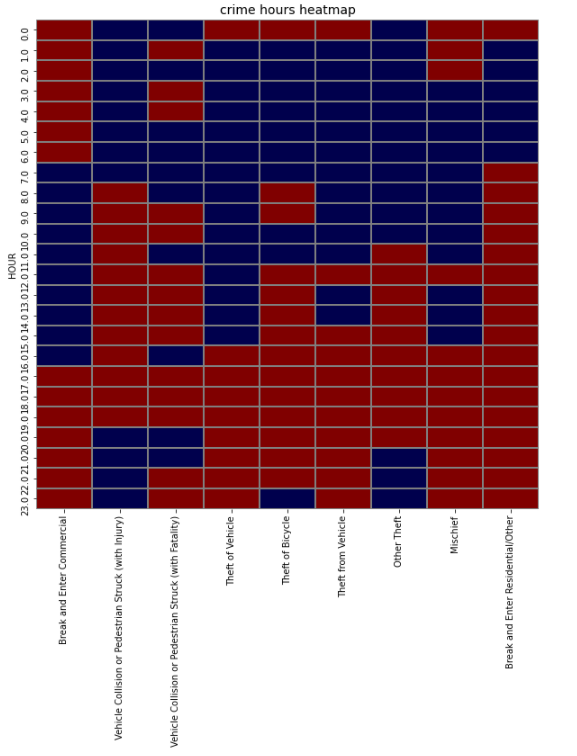 crime hours heatmap
HOUR
0.0
1.0
2.0
3.0
4.0
5.0
6.0
7.0
8.0
9.0
10.0
11.0
12.0
13.0
14.0
15.0
16.0
17.0
18.0
19.0
20.0
21.0
22.0
23.0
Break and Enter Commercial
Vehicle Collision or Pedestrian Struck (with Injury)
Vehicle Collision or Pedestrian Struck (with Fatality)
Theft of Vehicle
Theft of Bicycle
Theft from Vehicle
Other Theft
Mischief
Break and Enter Residential/Other